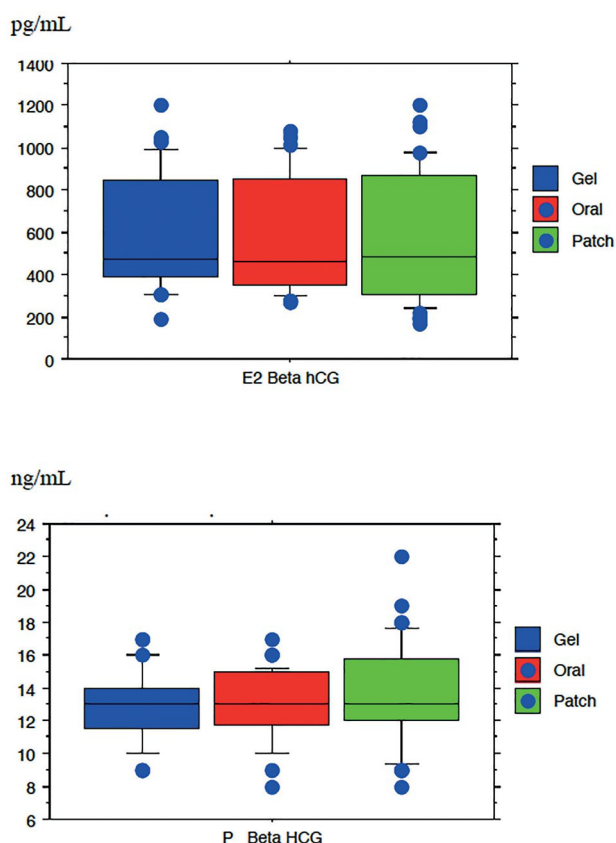 pg/mL
1400
1200
1000
800
600
400
200
0
Gel
Oral
Patch
E2 Beta hCG
ng/mL
24
22
20
18
16
14
12
10
8
6
Gel
Oral
Patch
P Beta HCG